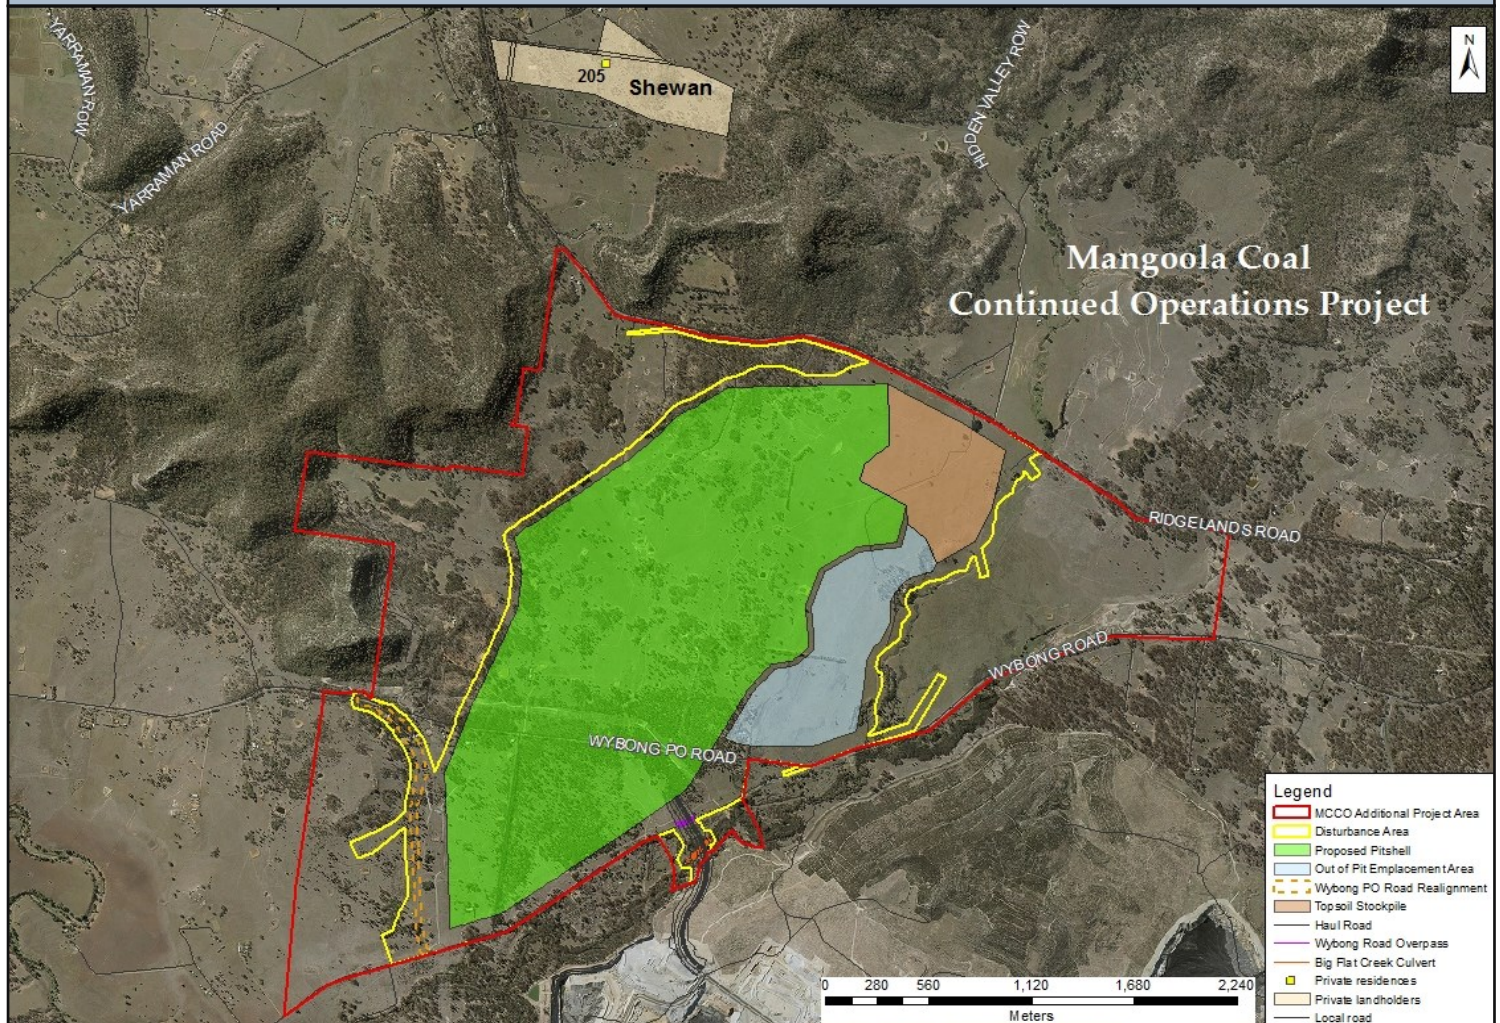 YARRAMAN ROW
HIDDEN VALLEY ROW
N
205
Shewan
YARRAMAN ROAD
Mangoola Coal
Continued Operations Project
RIDGELANDS ROAD
WYBONG ROAD
WYBONG PO ROAD
Legend
MCCO Additional Project Area
Disturbance Area
Proposed Pitshell
Out of Pit Emplacement Area
Wybong PO Road Realignment
Topsoil Stockpile
Haul Road
Wybong Road Overpass
Big Flat Creek Culvert
Private residences
Private landholders
Local road
0 280 560 1,120 1,680 2,240
Meters